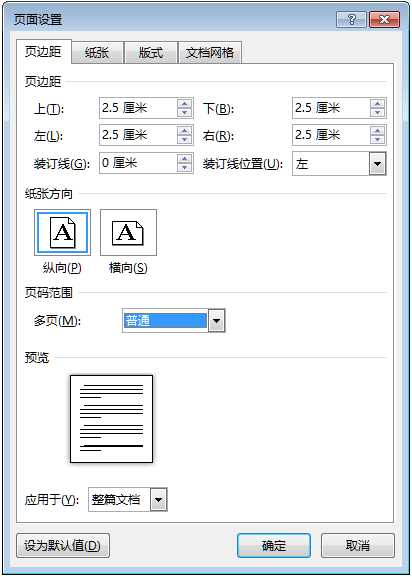 页面设置
页边距 纸张 版式 文档网格
页边距
上(T): 2.5 厘米 下(B): 2.5 厘米
左(L): 2.5 厘米 右(R): 2.5 厘米
装订线(G): 0 厘米 装订线位置(U): 左
纸张方向
A A
纵向(P) 横向(S)
页码范围
多页(M): 普通
预览
应用于(Y): 整篇文档
设为默认值(D) 确定 取消